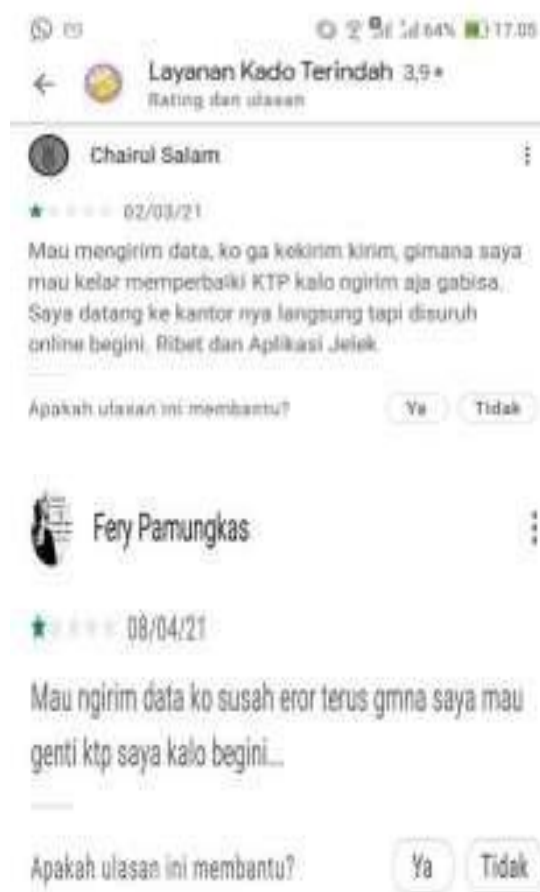 64% 17.05
Layanan Kado Terindah 3,9★
Rating dan ulasan
Chairul Salam
02/03/21
Mau mengirim data, ko ga kekirim kirim, gimana saya
mau kelar memperbaiki KTP kalo ngirim aja gabisa.
Saya datang ke kantor nya langsung tapi disuruh
online begini. Ribet dan Aplikasi Jelek.
Apakah ulasan ini membantu? Ya Tidak
Fery Pamungkas
08/04/21
Mau ngirim data ko susah eror terus gmna saya mau
genti ktp saya kalo begini...
Apakah ulasan ini membantu? Ya Tidak